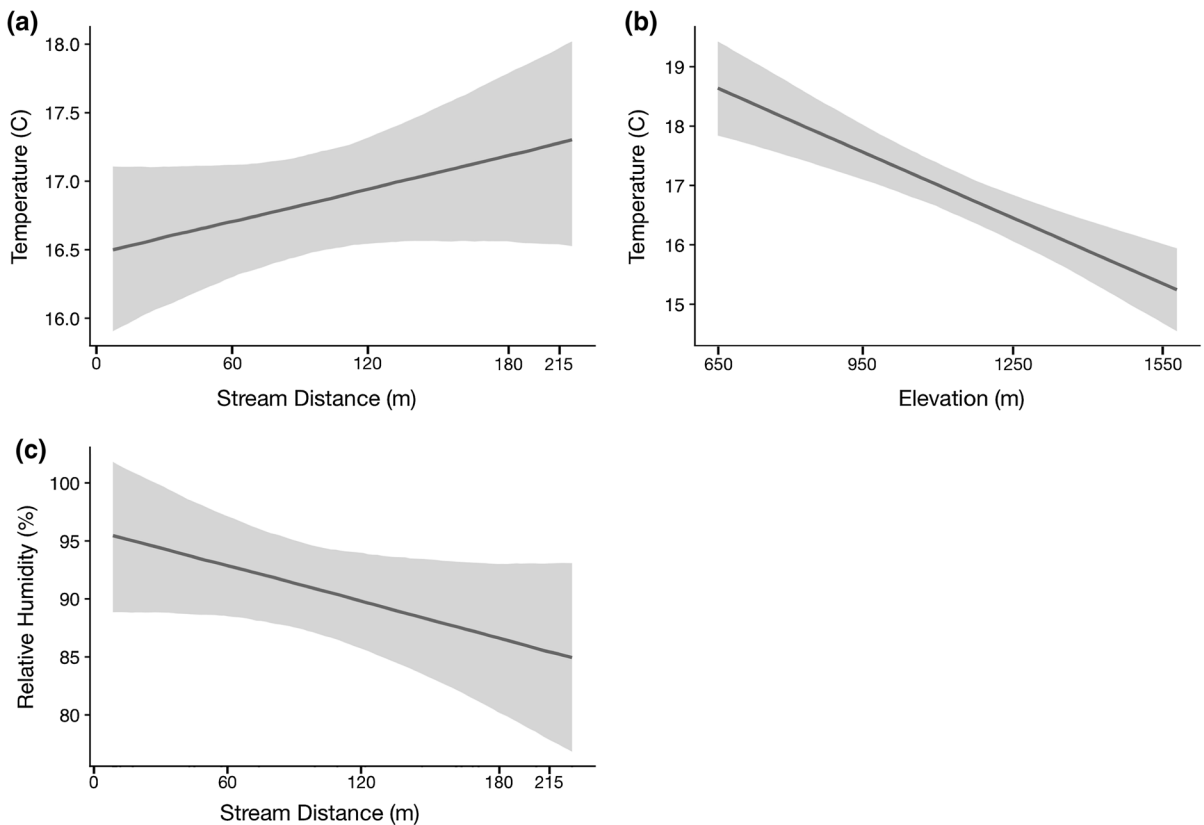 (a)
Temperature (C)
18.0
17.5
17.0
16.5
16.0
0 60 120 180 215
Stream Distance (m)
(b)
Temperature (C)
19
18
17
16
15
650 950 1250 1550
Elevation (m)
(c)
Relative Humidity (%)
100
95
90
85
80
0 60 120 180 215
Stream Distance (m)